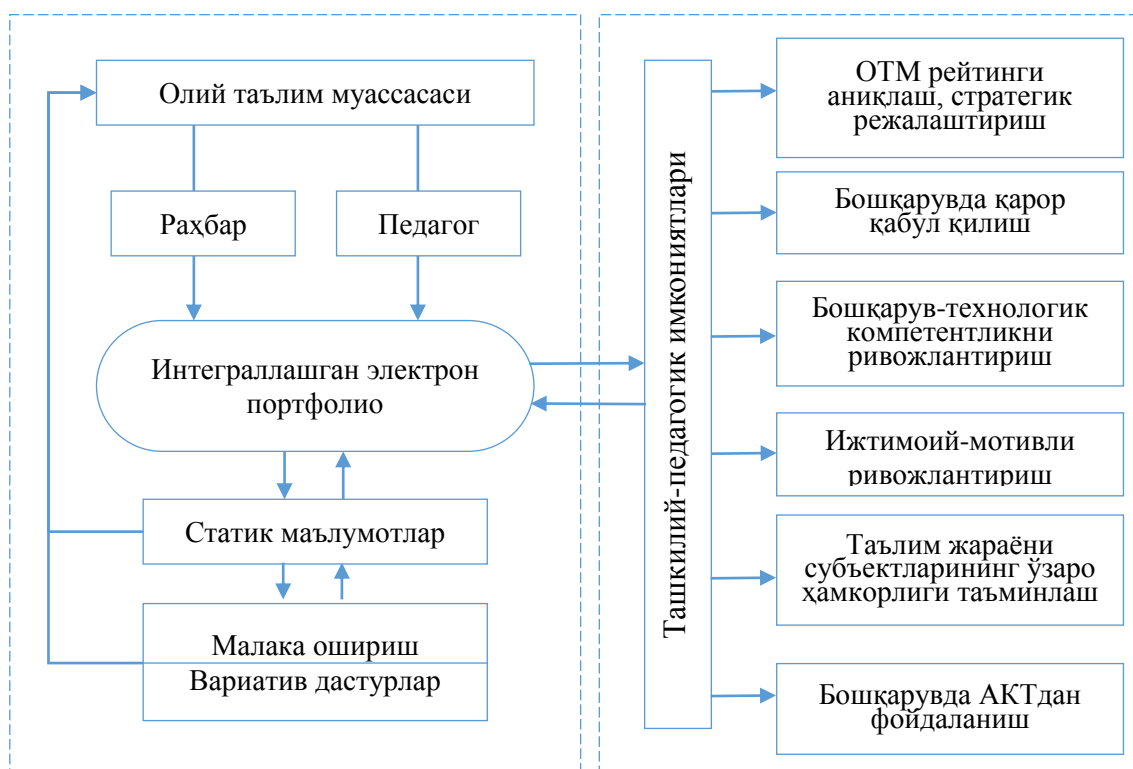 Олий таълим муассасаси
Раҳбар
Педагог
Интеграллашган электрон
портфолио
Статик маълумотлар
Малака ошириш
Вариатив дастурлар
Ташкилий-педагогик имкониятлари
ОТМ рейтинги
аниқлаш, стратегик
режалаштириш
Бошқарувда қарор
қабул қилиш
Бошқарув-технологик
компетентликни
ривожлантириш
Ижтимоий-мотивли
ривожлантириш
Таълим жараёни
субъектларининг ўзаро
ҳамкорлиги таъминлаш
Бошқарувда АКТдан
фойдаланиш